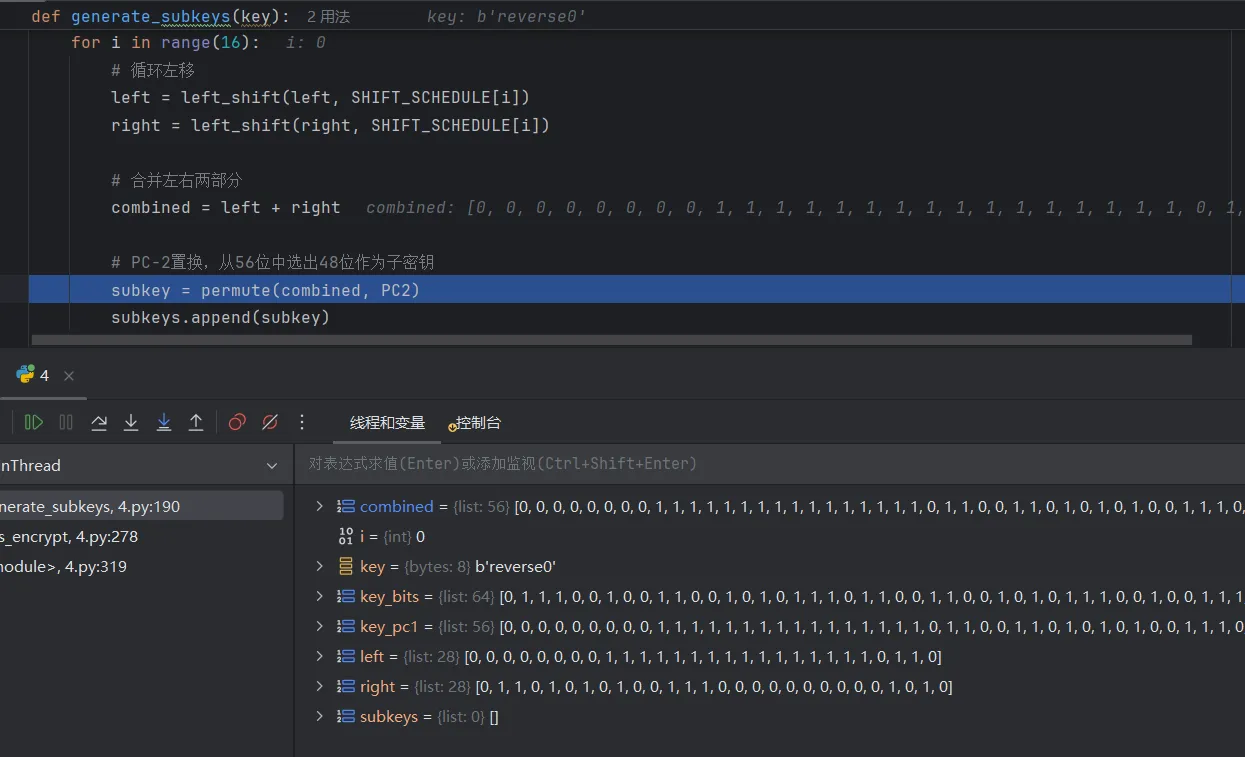 def generate_subkeys(key): 2 用法 key: b'reverse0'
for i in range(16): i: 0
# 循环左移
left = left_shift(left, SHIFT_SCHEDULE[i])
right = left_shift(right, SHIFT_SCHEDULE[i])
# 合并左右两部分
combined = left + right combined: [0, 0, 0, 0, 0, 0, 0, 0, 1, 1, 1, 1, 1, 1, 1, 1, 1, 1, 1, 1, 1, 1, 1, 1, 0, 1,
# PC-2置换，从56位中选出48位作为子密钥
subkey = permute(combined, PC2)
subkeys.append(subkey)
4
线程和变量 控制台
nThread
对表达式求值(Enter)或添加监视(Ctrl+Shift+Enter)
nerate_subkeys, 4.py:190
s_encrypt, 4.py:278
nodule>, 4.py:319
combined = {list: 56} [0, 0, 0, 0, 0, 0, 0, 0, 1, 1, 1, 1, 1, 1, 1, 1, 1, 1, 1, 1, 1, 1, 1, 1, 0, 1, 1, 0, 0, 1, 1, 0, 1, 0, 1, 0, 1, 0, 0, 1, 1, 1, 0,
i = {int} 0
key = {bytes: 8} b'reverse0'
key_bits = {list: 64} [0, 1, 1, 1, 0, 0, 1, 0, 0, 1, 1, 0, 0, 1, 0, 1, 0, 1, 1, 1, 0, 1, 1, 0, 0, 1, 1, 0, 0, 1, 0, 1, 0, 1, 1, 1, 0, 0, 1, 0, 0, 1, 1, 1
key_pc1 = {list: 56} [0, 0, 0, 0, 0, 0, 0, 0, 0, 1, 1, 1, 1, 1, 1, 1, 1, 1, 1, 1, 1, 1, 1, 1, 1, 0, 1, 1, 0, 0, 1, 1, 0, 1, 0, 1, 0, 1, 0, 0, 1, 1, 1, 0
left = {list: 28} [0, 0, 0, 0, 0, 0, 0, 0, 1, 1, 1, 1, 1, 1, 1, 1, 1, 1, 1, 1, 1, 1, 1, 1, 0, 1, 1, 0]
right = {list: 28} [0, 1, 1, 0, 1, 0, 1, 0, 1, 0, 0, 1, 1, 1, 0, 0, 0, 0, 0, 0, 0, 0, 0, 0, 1, 0, 1, 0]
subkeys = {list: 0} []